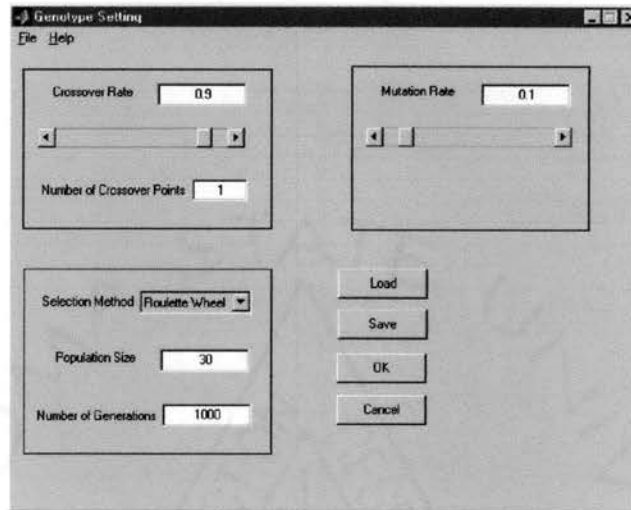 Genotype Setting
File Help
Crossover Rate 0.9
Number of Crossover Points 1
Mutation Rate 0.1
Selection Method Roulette Wheel
Population Size 30
Number of Generations 1000
Load
Save
OK
Cancel